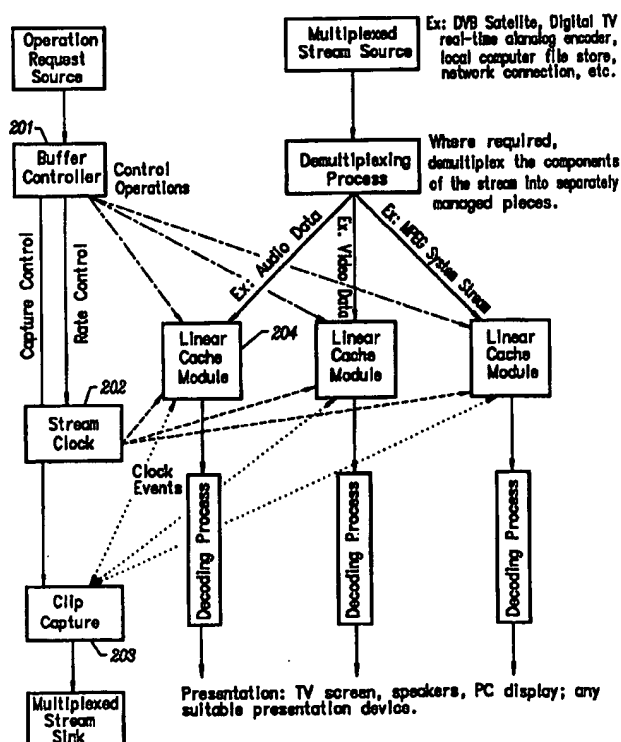 Operation
Request
Source
Multiplexed
Stream Source
Ex: DVB Satelite, Digital TV
real-time alanalog encoder,
local computer file store,
network connection, etc.
201
Buffer
Controller
Control
Operations
Demultiplexing
Process
Where required,
demultiplex the components
of the stream into separately
managed pieces.
Capture Control
Rate Control
Ex: Audio Data
Ex. Video Data
Ex: MPEG System Stream
Linear
Cache
Module
204
Linear
Cache
Module
Linear
Cache
Module
202
Stream
Clock
Clock
Events
Decoding Process
Decoding Process
Decoding Process
Clip
Capture
203
Multiplexed
Stream
Sink
Presentation: TV screen, speakers, PC display; any
suitable presentation device.